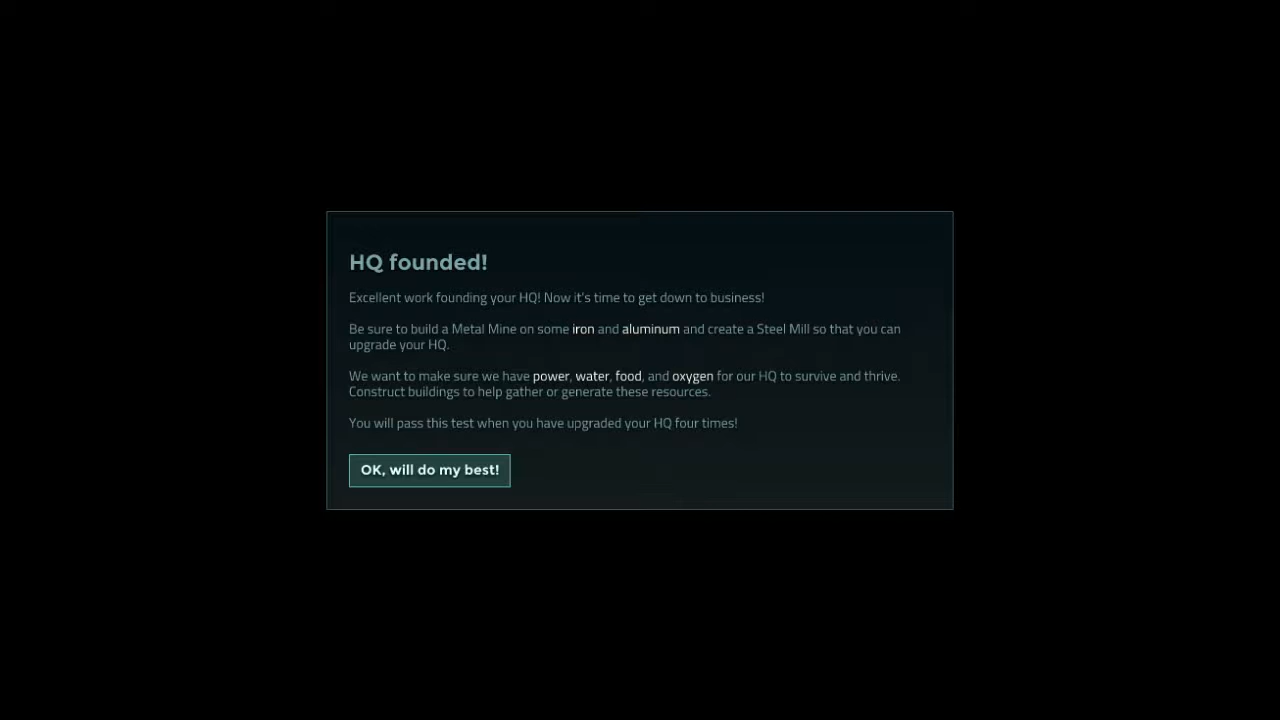 HQ founded!
Excellent work founding your HQ! Now it's time to get down to business!
Be sure to build a Metal Mine on some iron and aluminum and create a Steel Mill so that you can
upgrade your HQ.
We want to make sure we have power, water, food, and oxygen for our HQ to survive and thrive.
Construct buildings to help gather or generate these resources.
You will pass this test when you have upgraded your HQ four times!
OK, will do my best!